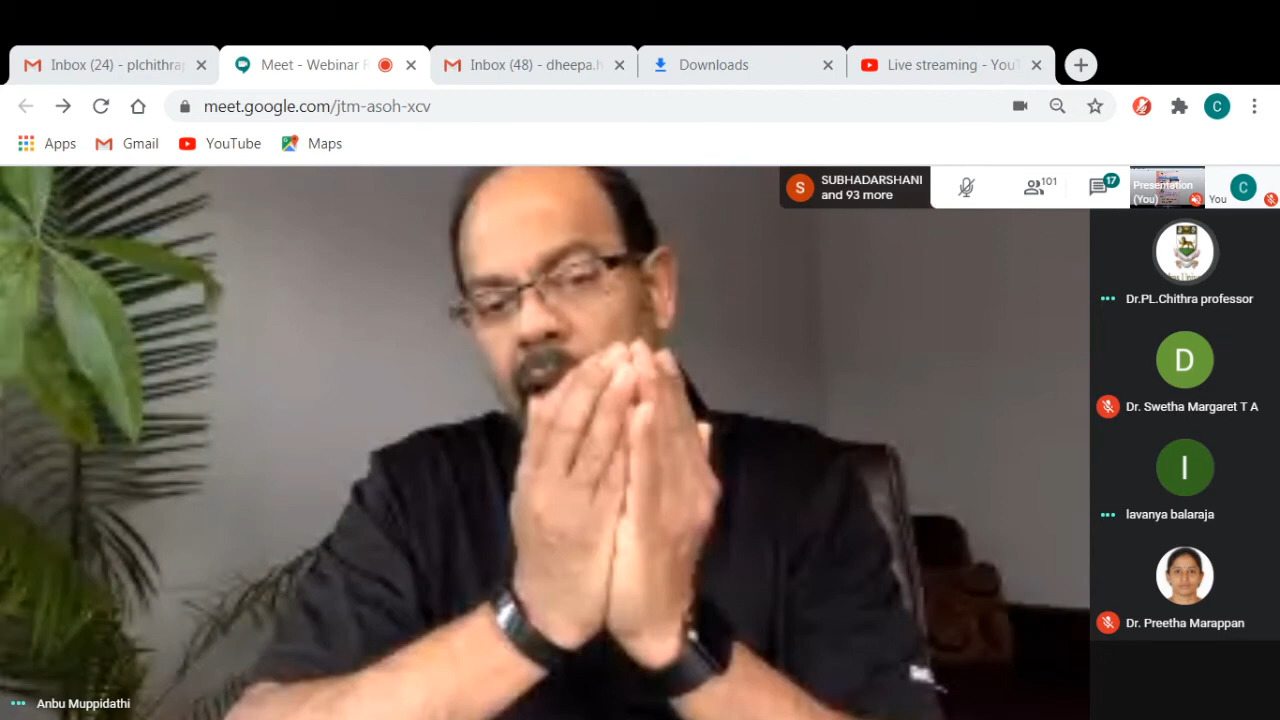 Inbox (24) - plchithrap
Meet - Webinar
Inbox (48) - dheepa.
Downloads
Live streaming - YouT
meet.google.com/jtm-asoh-xcv
C
Apps
Gmail
YouTube
Maps
S
SUBHADARSHANI
and 93 more
101
17
Presentation
(You)
You
C
Dr.PL.Chithra professor
D
Dr. Swetha Margaret T A
I
lavanya balaraja
Dr. Preetha Marappan
Anbu Muppidathi